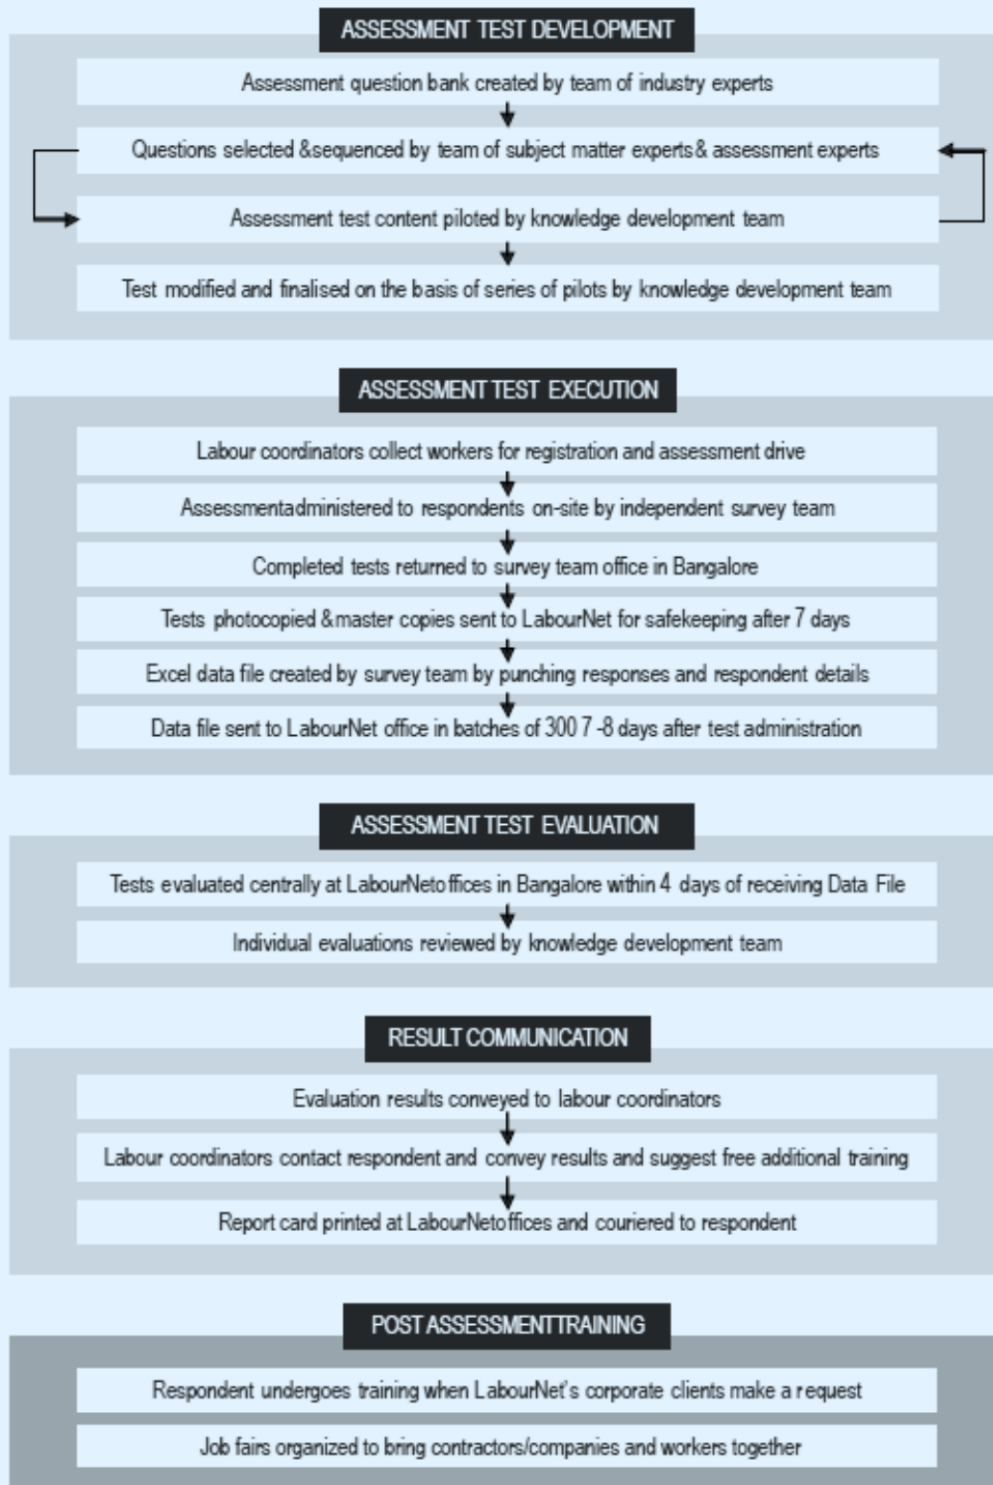 ASSESSMENT TEST DEVELOPMENT
Assessment question bank created by team of industry experts
Questions selected &sequenced by team of subject matter experts & assessment experts
Assessment test content piloted by knowledge development team
Test modified and finalised on the basis of series of pilots by knowledge development team
ASSESSMENT TEST EXECUTION
Labour coordinators collect workers for registration and assessment drive
Assessmentadministered to respondents on-site by independent survey team
Completed tests returned to survey team office in Bangalore
Tests photocopied & master copies sent to LabourNet for safekeeping after 7 days
Excel data file created by survey team by punching responses and respondent details
Data file sent to LabourNet office in batches of 300 7 -8 days after test administration
ASSESSMENT TEST EVALUATION
Tests evaluated centrally at LabourNetoffices in Bangalore within 4 days of receiving Data File
Individual evaluations reviewed by knowledge development team
RESULT COMMUNICATION
Evaluation results conveyed to labour coordinators
Labour coordinators contact respondent and convey results and suggest free additional training
Report card printed at LabourNetoffices and couriered to respondent
POST ASSESSMENTTRAINING
Respondent undergoes training when LabourNet's corporate clients make a request
Job fairs organized to bring contractors/companies and workers together